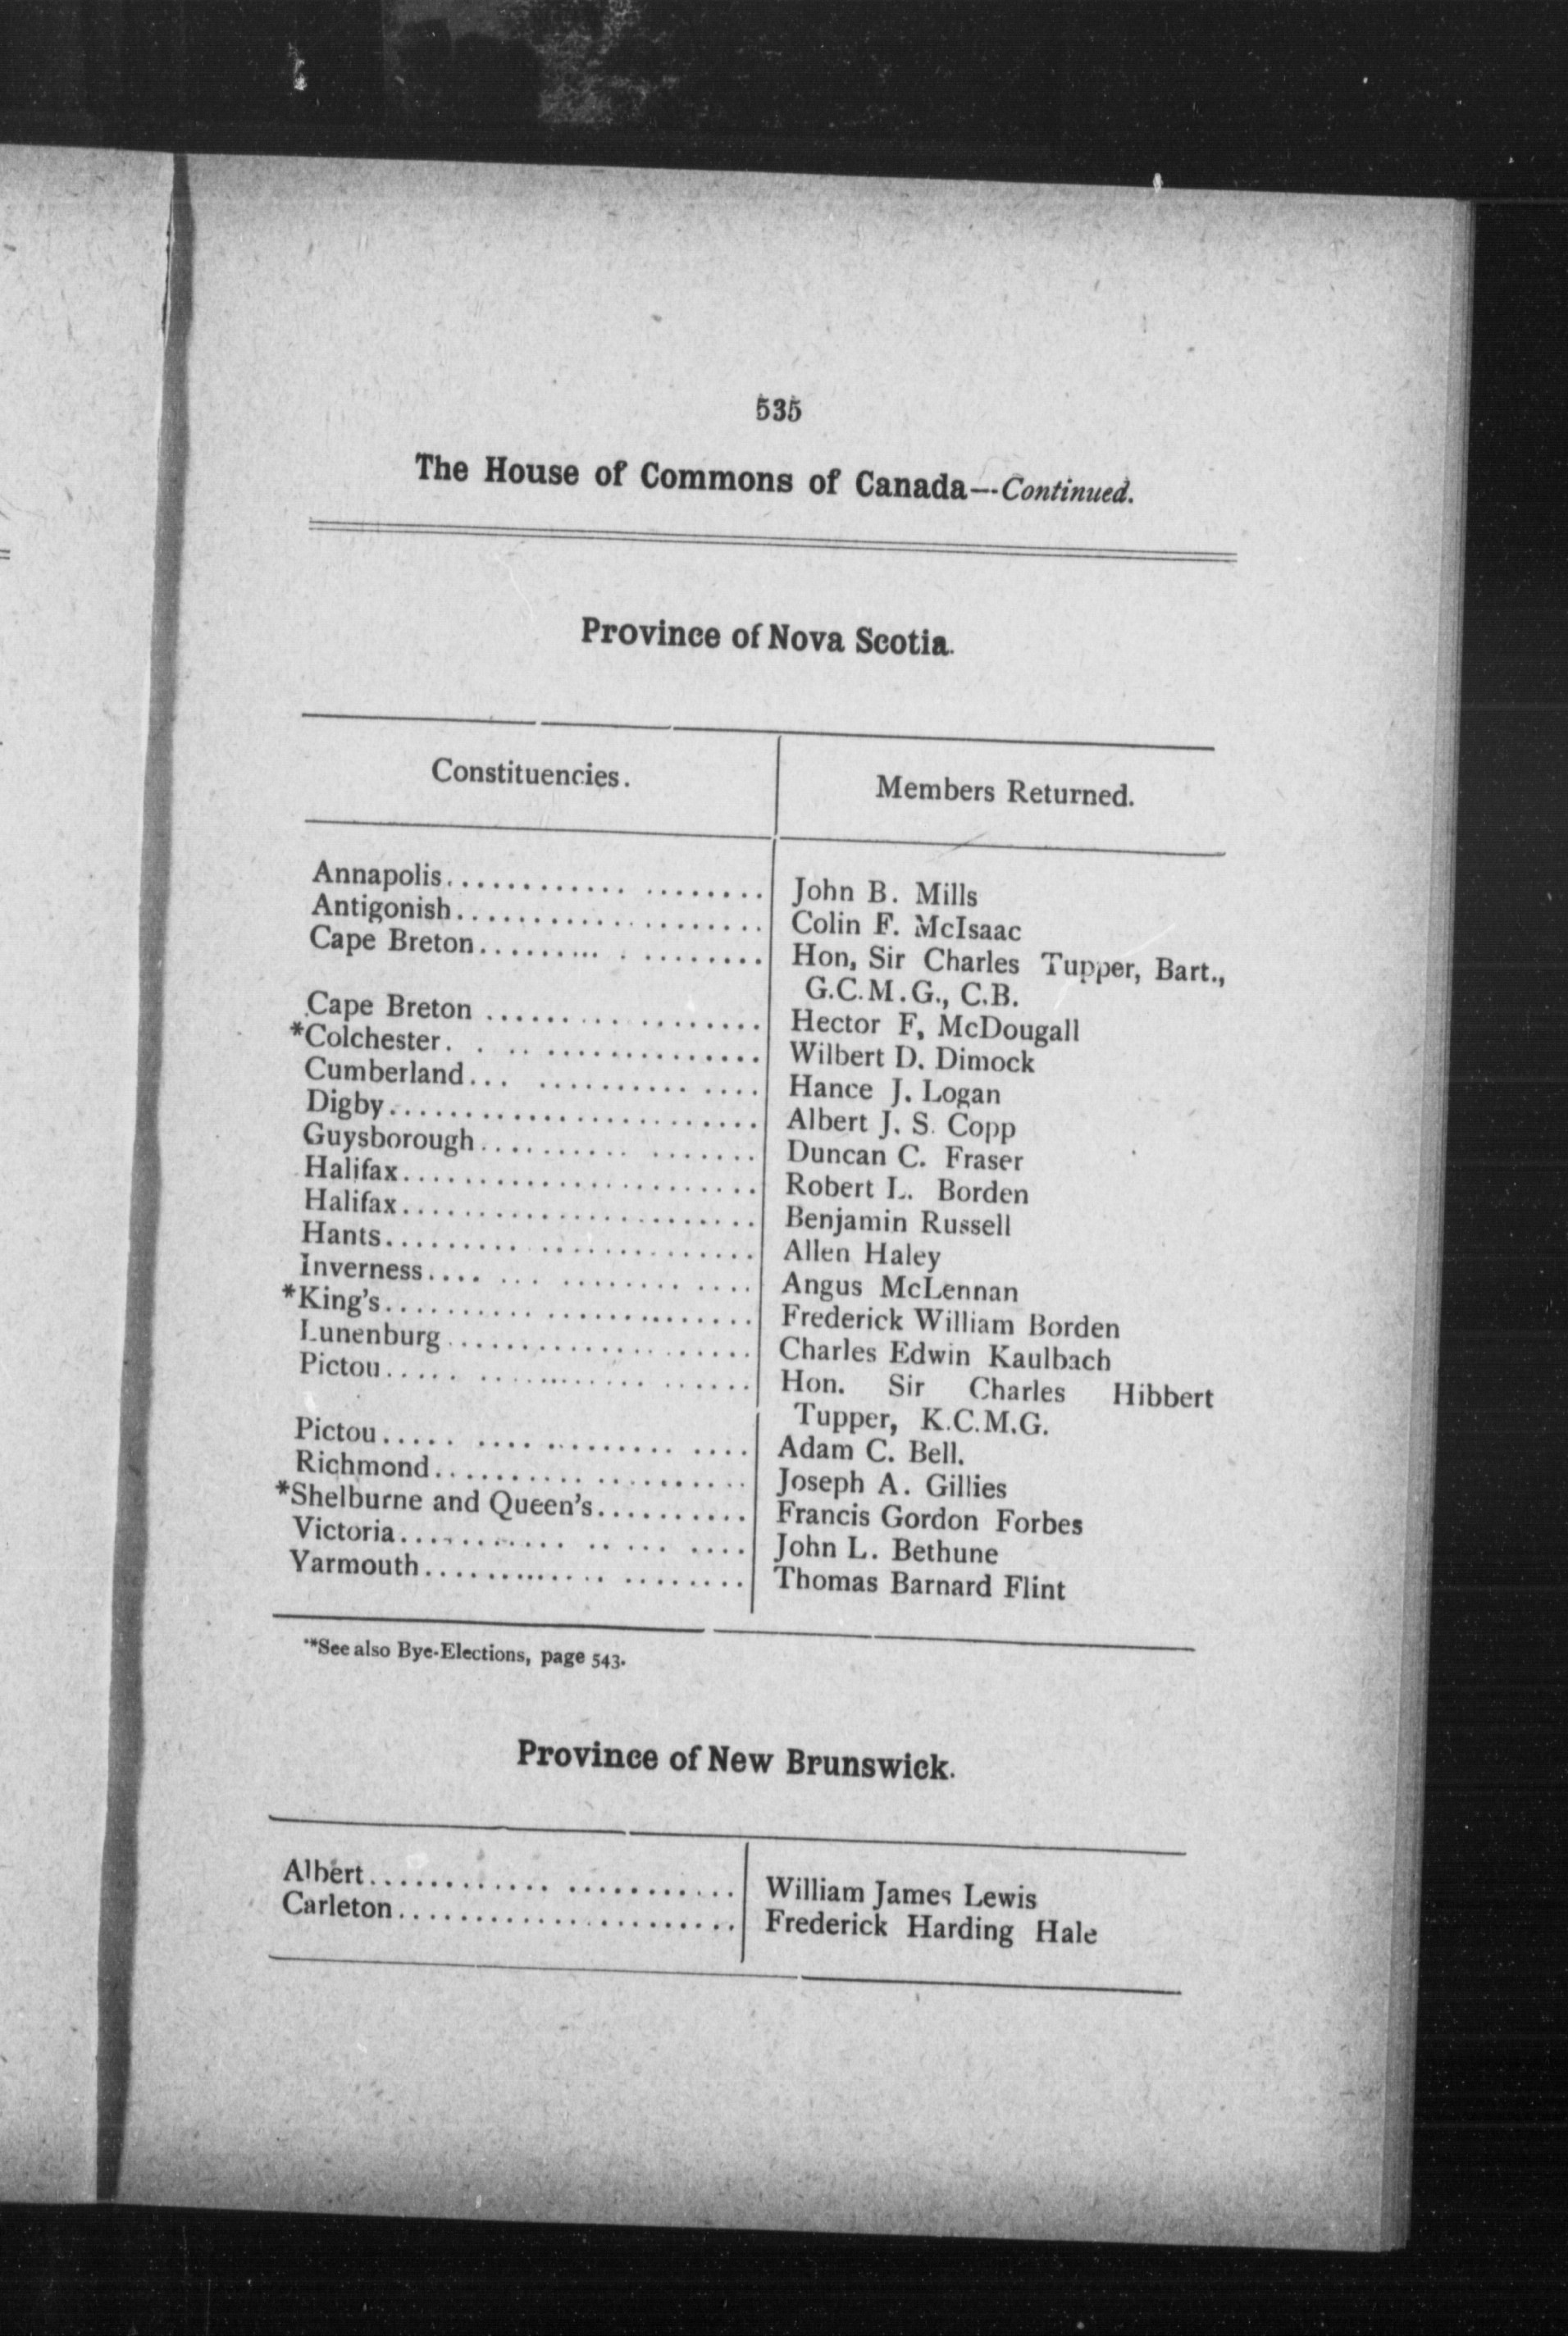 535
The House of Commons of Canada—Continued.
Province of Nova Scotia.
Constituencies. Members Returned.
Annapolis.................... John B. Mills
Antigonish.................... Colin F. McIsaac
Cape Breton.................. Hon, Sir Charles Tupper, Bart.,
G.C.M.G., C.B.
Cape Breton .................. Hector F, McDougall
*Colchester.................... Wilbert D. Dimock
Cumberland................... Hance J. Logan
Digby........................ Albert J. S. Copp
Guysborough.................. Duncan C. Fraser
Halifax....................... Robert L. Borden
Halifax....................... Benjamin Russell
Hants........................ Allen Haley
Inverness..................... Angus McLennan
*King's........................ Frederick William Borden
Lunenburg.................... Charles Edwin Kaulbach
Pictou........................ Hon. Sir Charles Hibbert
Tupper, K.C.M.G.
Pictou........................ Adam C. Bell.
Richmond.................... Joseph A. Gillies
*Shelburne and Queen's.......... Francis Gordon Forbes
Victoria...................... John L. Bethune
Yarmouth.................... Thomas Barnard Flint
*See also Bye-Elections, page 543.
Province of New Brunswick.
Albert........................ William James Lewis
Carleton...................... Frederick Harding Hale